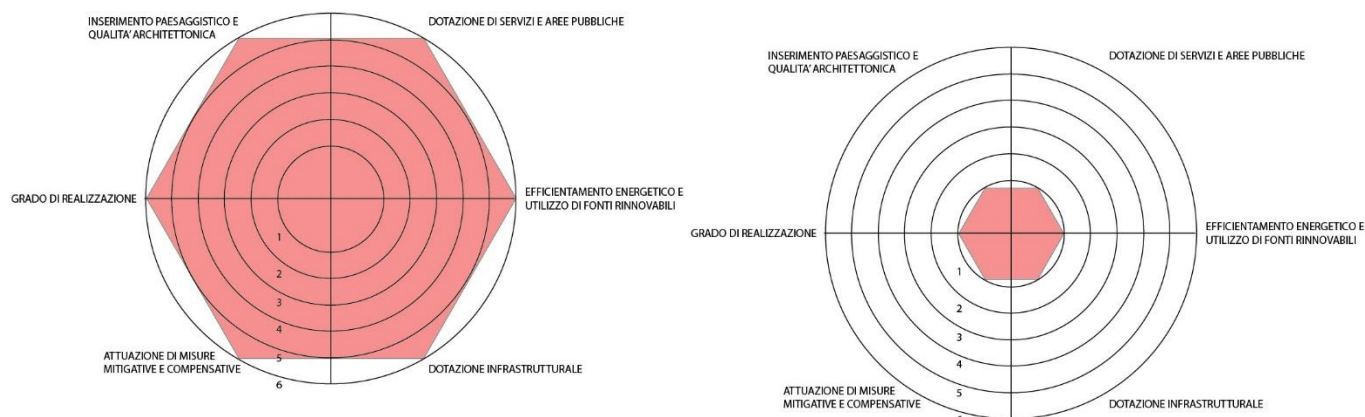 INSERIMENTO PAESAGGISTICO E
QUALITA' ARCHITETTONICA
DOTAZIONE DI SERVIZI E AREE PUBBLICHE
GRADO DI REALIZZAZIONE
EFFICIENTAMENTO ENERGETICO E
UTILIZZO DI FONTI RINNOVABILI
1
2
3
4
5
6
ATTUAZIONE DI MISURE
MITIGATIVE E COMPENSATIVE
DOTAZIONE INFRASTRUTTURALE
INSERIMENTO PAESAGGISTICO E
QUALITA' ARCHITETTONICA
DOTAZIONE DI SERVIZI E AREE PUBBLICHE
GRADO DI REALIZZAZIONE
EFFICIENTAMENTO ENERGETICO E
UTILIZZO DI FONTI RINNOVABILI
1
2
3
4
5
ATTUAZIONE DI MISURE
MITIGATIVE E COMPENSATIVE
DOTAZIONE INFRASTRUTTURALE